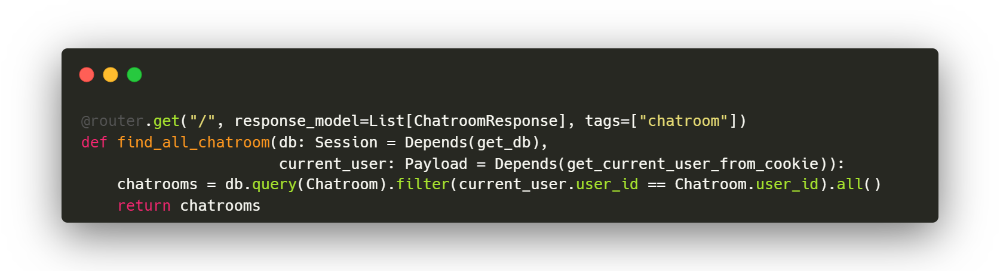 @router.get("/", response_model=List[ChatroomResponse], tags=["chatroom"])
def find_all_chatroom(db: Session = Depends(get_db),
                      current_user: Payload = Depends(get_current_user_from_cookie)):
    chatrooms = db.query(Chatroom).filter(current_user.user_id == Chatroom.user_id).all()
    return chatrooms